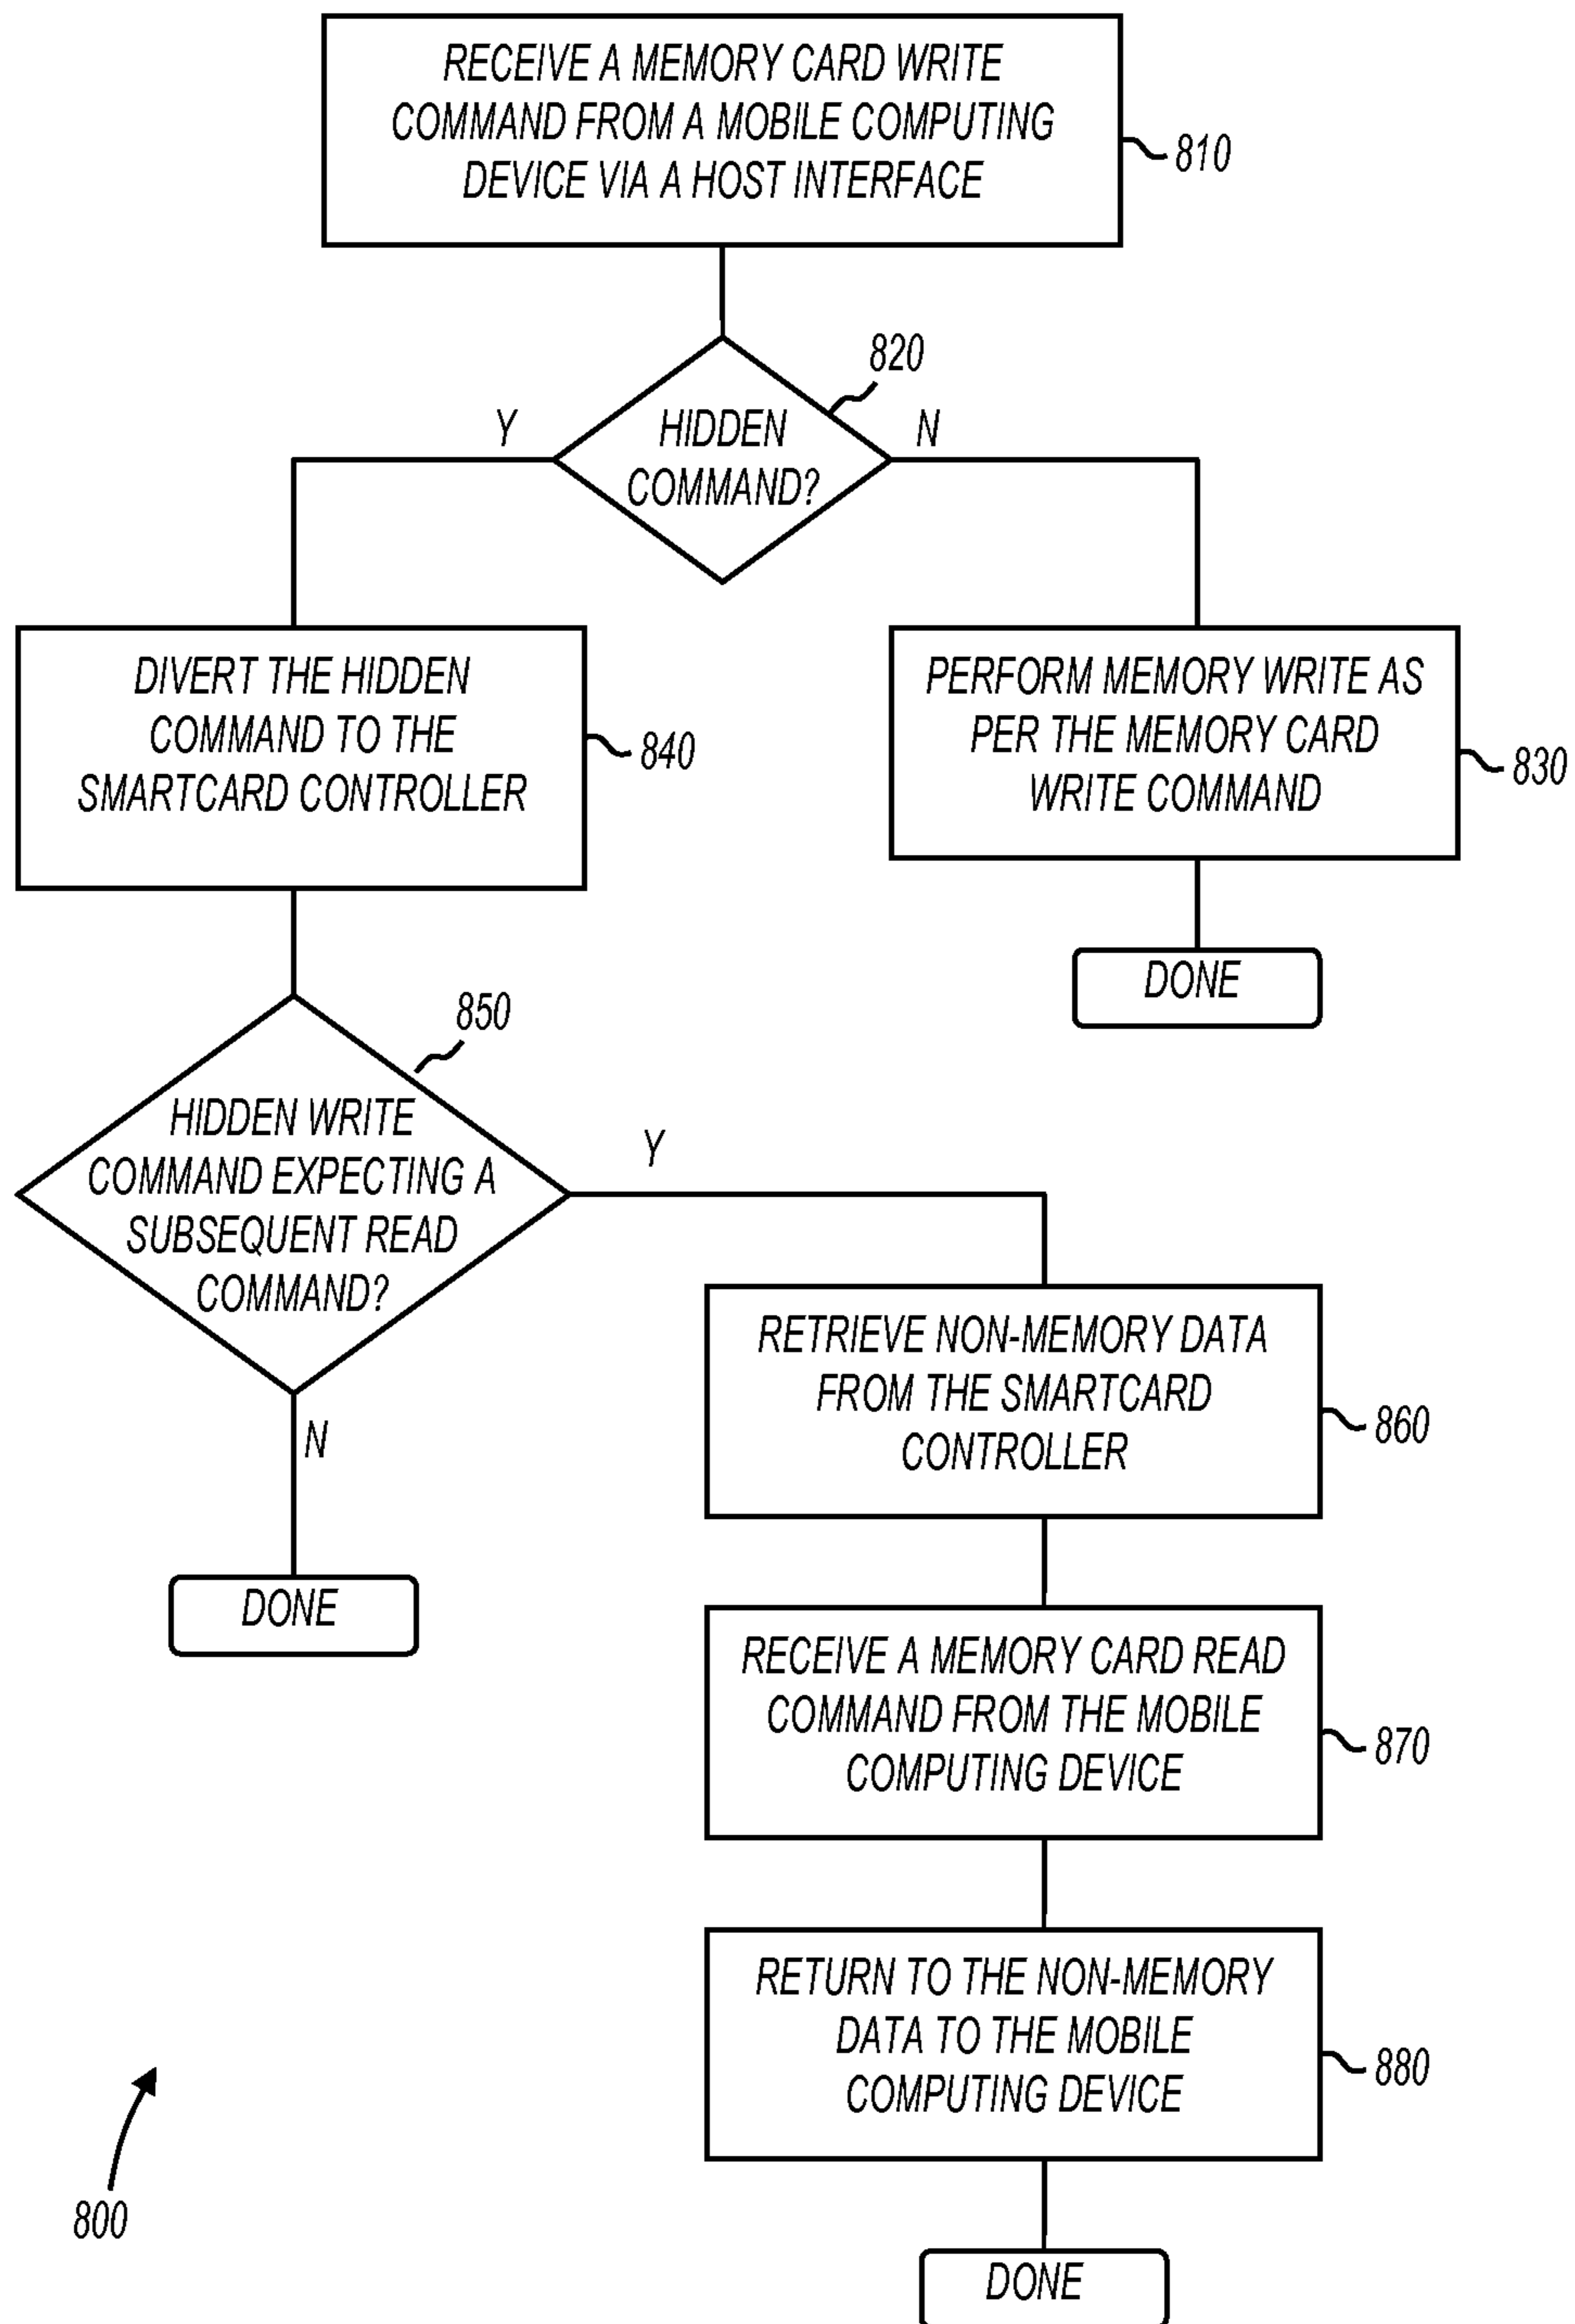 RECEIVE A MEMORY CARD WRITE
COMMAND FROM A MOBILE COMPUTING
DEVICE VIA A HOST INTERFACE
810
820
Y
HIDDEN
COMMAND?
N
DIVERT THE HIDDEN
COMMAND TO THE
SMARTCARD CONTROLLER
840
PERFORM MEMORY WRITE AS
PER THE MEMORY CARD
WRITE COMMAND
830
DONE
850
HIDDEN WRITE
COMMAND EXPECTING A
SUBSEQUENT READ
COMMAND?
Y
N
DONE
RETRIEVE NON-MEMORY DATA
FROM THE SMARTCARD
CONTROLLER
860
RECEIVE A MEMORY CARD READ
COMMAND FROM THE MOBILE
COMPUTING DEVICE
870
RETURN TO THE NON-MEMORY
DATA TO THE MOBILE
COMPUTING DEVICE
880
800
DONE